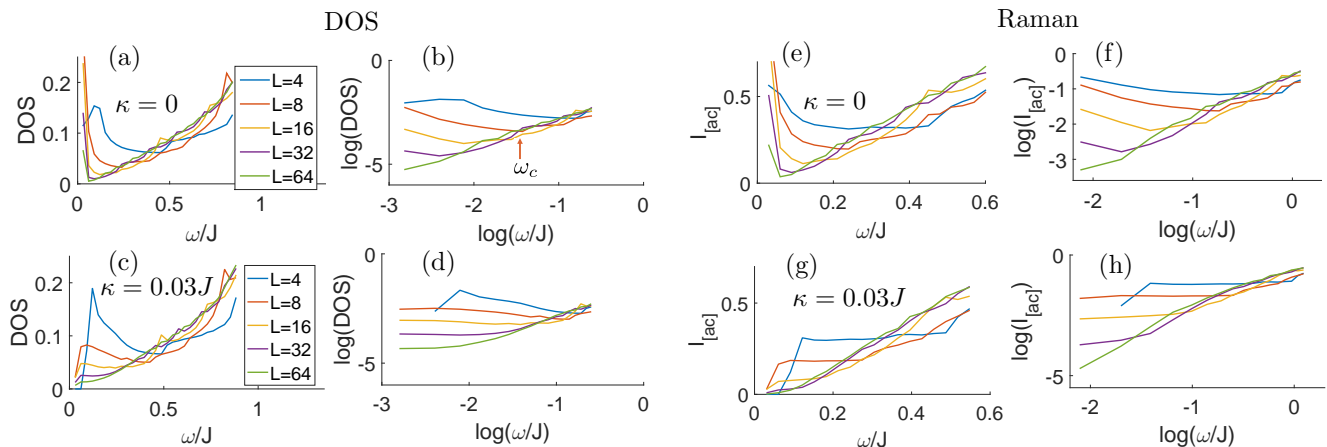 DOS
Raman
(a)
κ = 0
DOS
0.2
0.1
0
0
0.5
1
ω/J
L=4
L=8
L=16
L=32
L=64
(b)
log(DOS)
0
-5
-3
-2
-1
0
log(ω/J)
ω_c
(e)
κ = 0
I_[ac]
0.5
0
0
0.2
0.4
0.6
ω/J
(f)
log(I_[ac])
0
-1
-2
-3
-2
-1
0
log(ω/J)
(c)
κ = 0.03J
DOS
0.2
0.1
0
0
0.5
1
ω/J
L=4
L=8
L=16
L=32
L=64
(d)
log(DOS)
0
-5
-3
-2
-1
0
log(ω/J)
(g)
κ = 0.03J
I_[ac]
0.5
0
0
0.2
0.4
0.6
ω/J
(h)
log(I_[ac])
0
-5
-2
-1
0
log(ω/J)